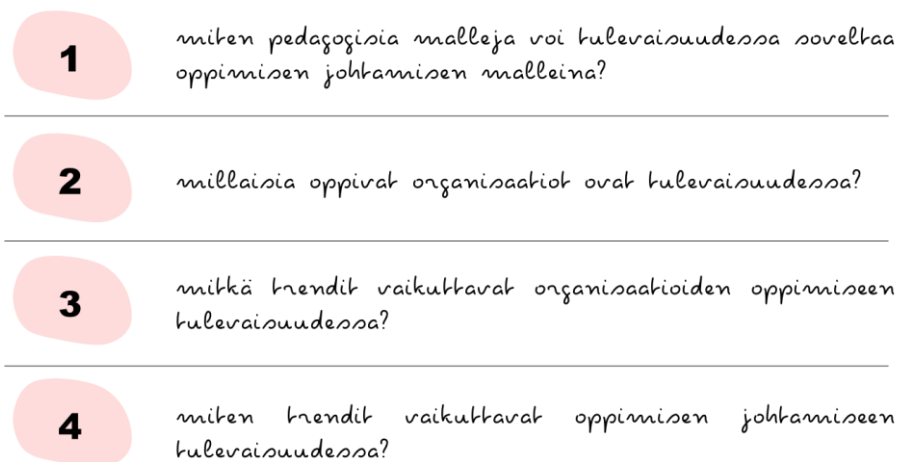 1
miten pedagogisia malleja voi tulevaisuudessa soveltaa
oppimisen johtamisen malleina?
2
millaisia oppivat organisaatiot ovat tulevaisuudessa?
3
mitkä trendit vaikuttavat organisaatioiden oppimiseen
tulevaisuudessa?
4
miten trendit vaikuttavat oppimisen johtamiseen
tulevaisuudessa?